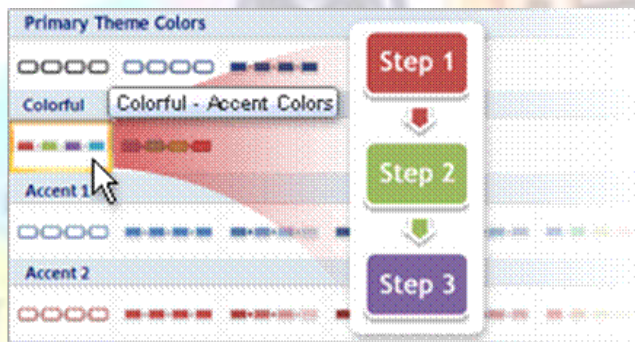 Primary Theme Colors
Colorful
Colorful - Accent Colors
Accent 1
Accent 2
Step 1
Step 2
Step 3